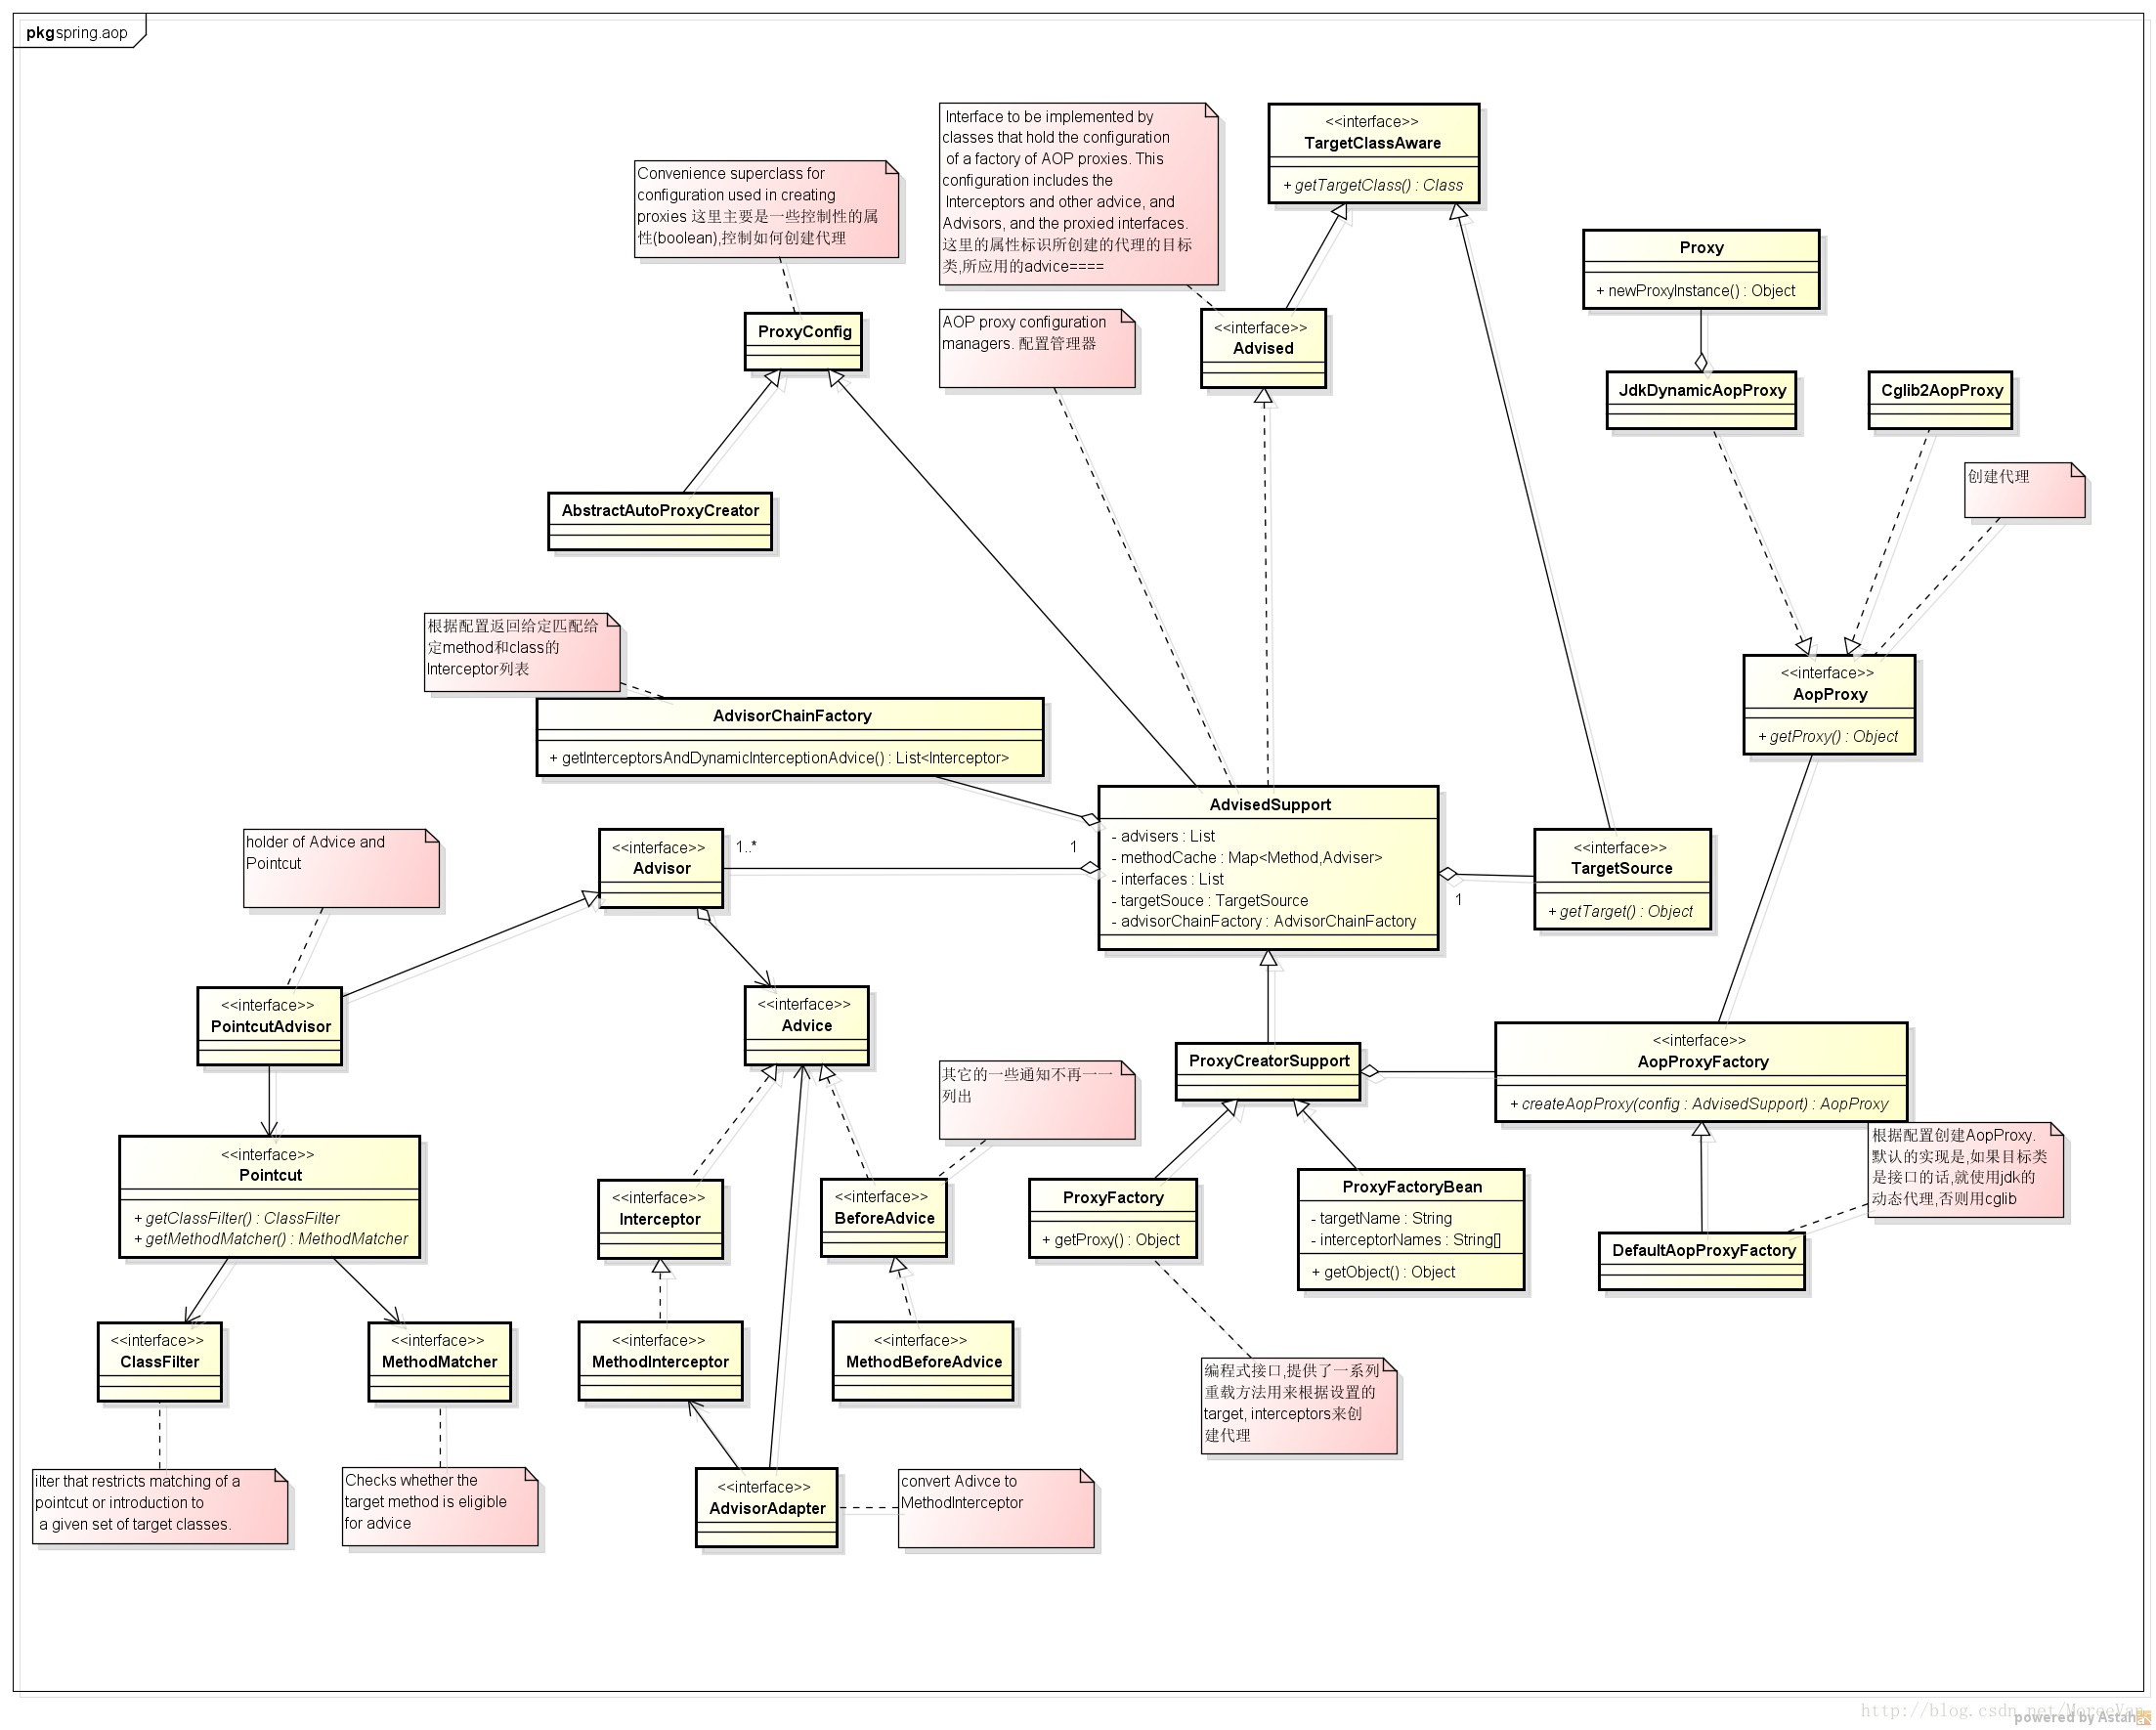 pkg spring.aop
Interface to be implemented by
classes that hold the configuration
of a factory of AOP proxies. This
configuration includes the
Interceptors and other advice, and
Advisors, and the proxied interfaces.
这里的属性标识所创建的代理的目标
类,所应用的advice====
<<interface>>
TargetClassAware
+ getTargetClass() : Class
Convenience superclass for
configuration used in creating
proxies 这里主要是一些控制性的属
性(boolean),控制如何创建代理
Proxy
+ newProxyInstance() : Object
ProxyConfig
AOP proxy configuration
managers. 配置管理器
<<interface>>
Advised
JdkDynamicAopProxy
Cglib2AopProxy
创建代理
AbstractAutoProxyCreator
根据配置返回给定匹配给
定method和class的
Interceptor列表
<<interface>>
AopProxy
+ getProxy() : Object
AdvisorChainFactory
+ getInterceptorsAndDynamicInterceptionAdvice() : List<Interceptor>
AdvisedSupport
- advisers : List
- methodCache : Map<Method,Adviser>
- interfaces : List
- targetSouce : TargetSource
- advisorChainFactory : AdvisorChainFactory
holder of Advice and
Pointcut
<<interface>>
Advisor
1..*
1
<<interface>>
TargetSource
+ getTarget() : Object
1
<<interface>>
PointcutAdvisor
<<interface>>
Advice
ProxyCreatorSupport
<<interface>>
AopProxyFactory
+ createAopProxy(config : AdvisedSupport) : AopProxy
其它的一些通知不再一一
列出
根据配置创建AopProxy.
默认的实现是,如果目标类
是接口的话,就使用jdk的
动态代理,否则用cglib
<<interface>>
Pointcut
+ getClassFilter() : ClassFilter
+ getMethodMatcher() : MethodMatcher
<<interface>>
Interceptor
<<interface>>
BeforeAdvice
ProxyFactory
+ getProxy() : Object
ProxyFactoryBean
- targetName : String
- interceptorNames : String[]
+ getObject() : Object
DefaultAopProxyFactory
<<interface>>
ClassFilter
<<interface>>
MethodMatcher
<<interface>>
MethodInterceptor
<<interface>>
MethodBeforeAdvice
编程式接口,提供了一系列
重载方法用来根据设置的
target, interceptors来创
建代理
ilter that restricts matching of a
pointcut or introduction to
a given set of target classes.
Checks whether the
target method is eligible
for advice
<<interface>>
AdvisorAdapter
convert Adivce to
MethodInterceptor
http://blog.csdn.net/MoreeVan
powered by Astah